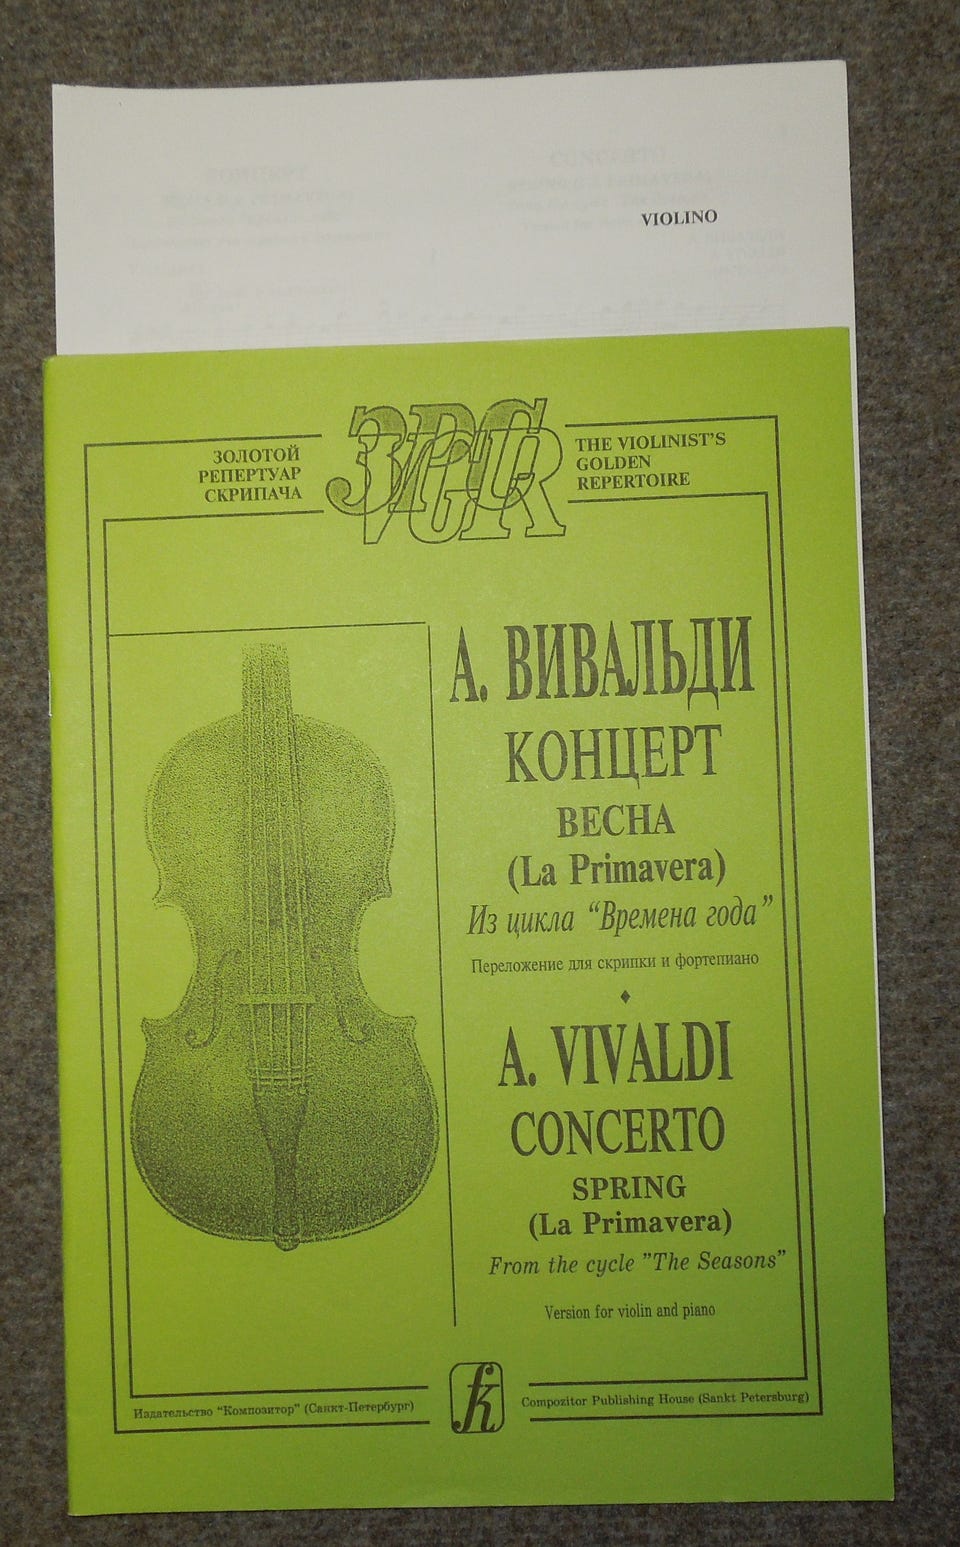 VIOLINO
ЗОЛОТОЙ
РЕПЕРТУАР
СКРИПАЧА
THE VIOLINIST'S
GOLDEN
REPERTOIRE
А. ВИВАЛЬДИ
КОНЦЕРТ
ВЕСНА
(La Primavera)
Из цикла “Времена года”
Переложение для скрипки и фортепиано
A. VIVALDI
CONCERTO
SPRING
(La Primavera)
From the cycle ”The Seasons”
Version for violin and piano
Издательство “Композитор” (Санкт-Петербург)
Compozitor Publishing House (Sankt Petersburg)